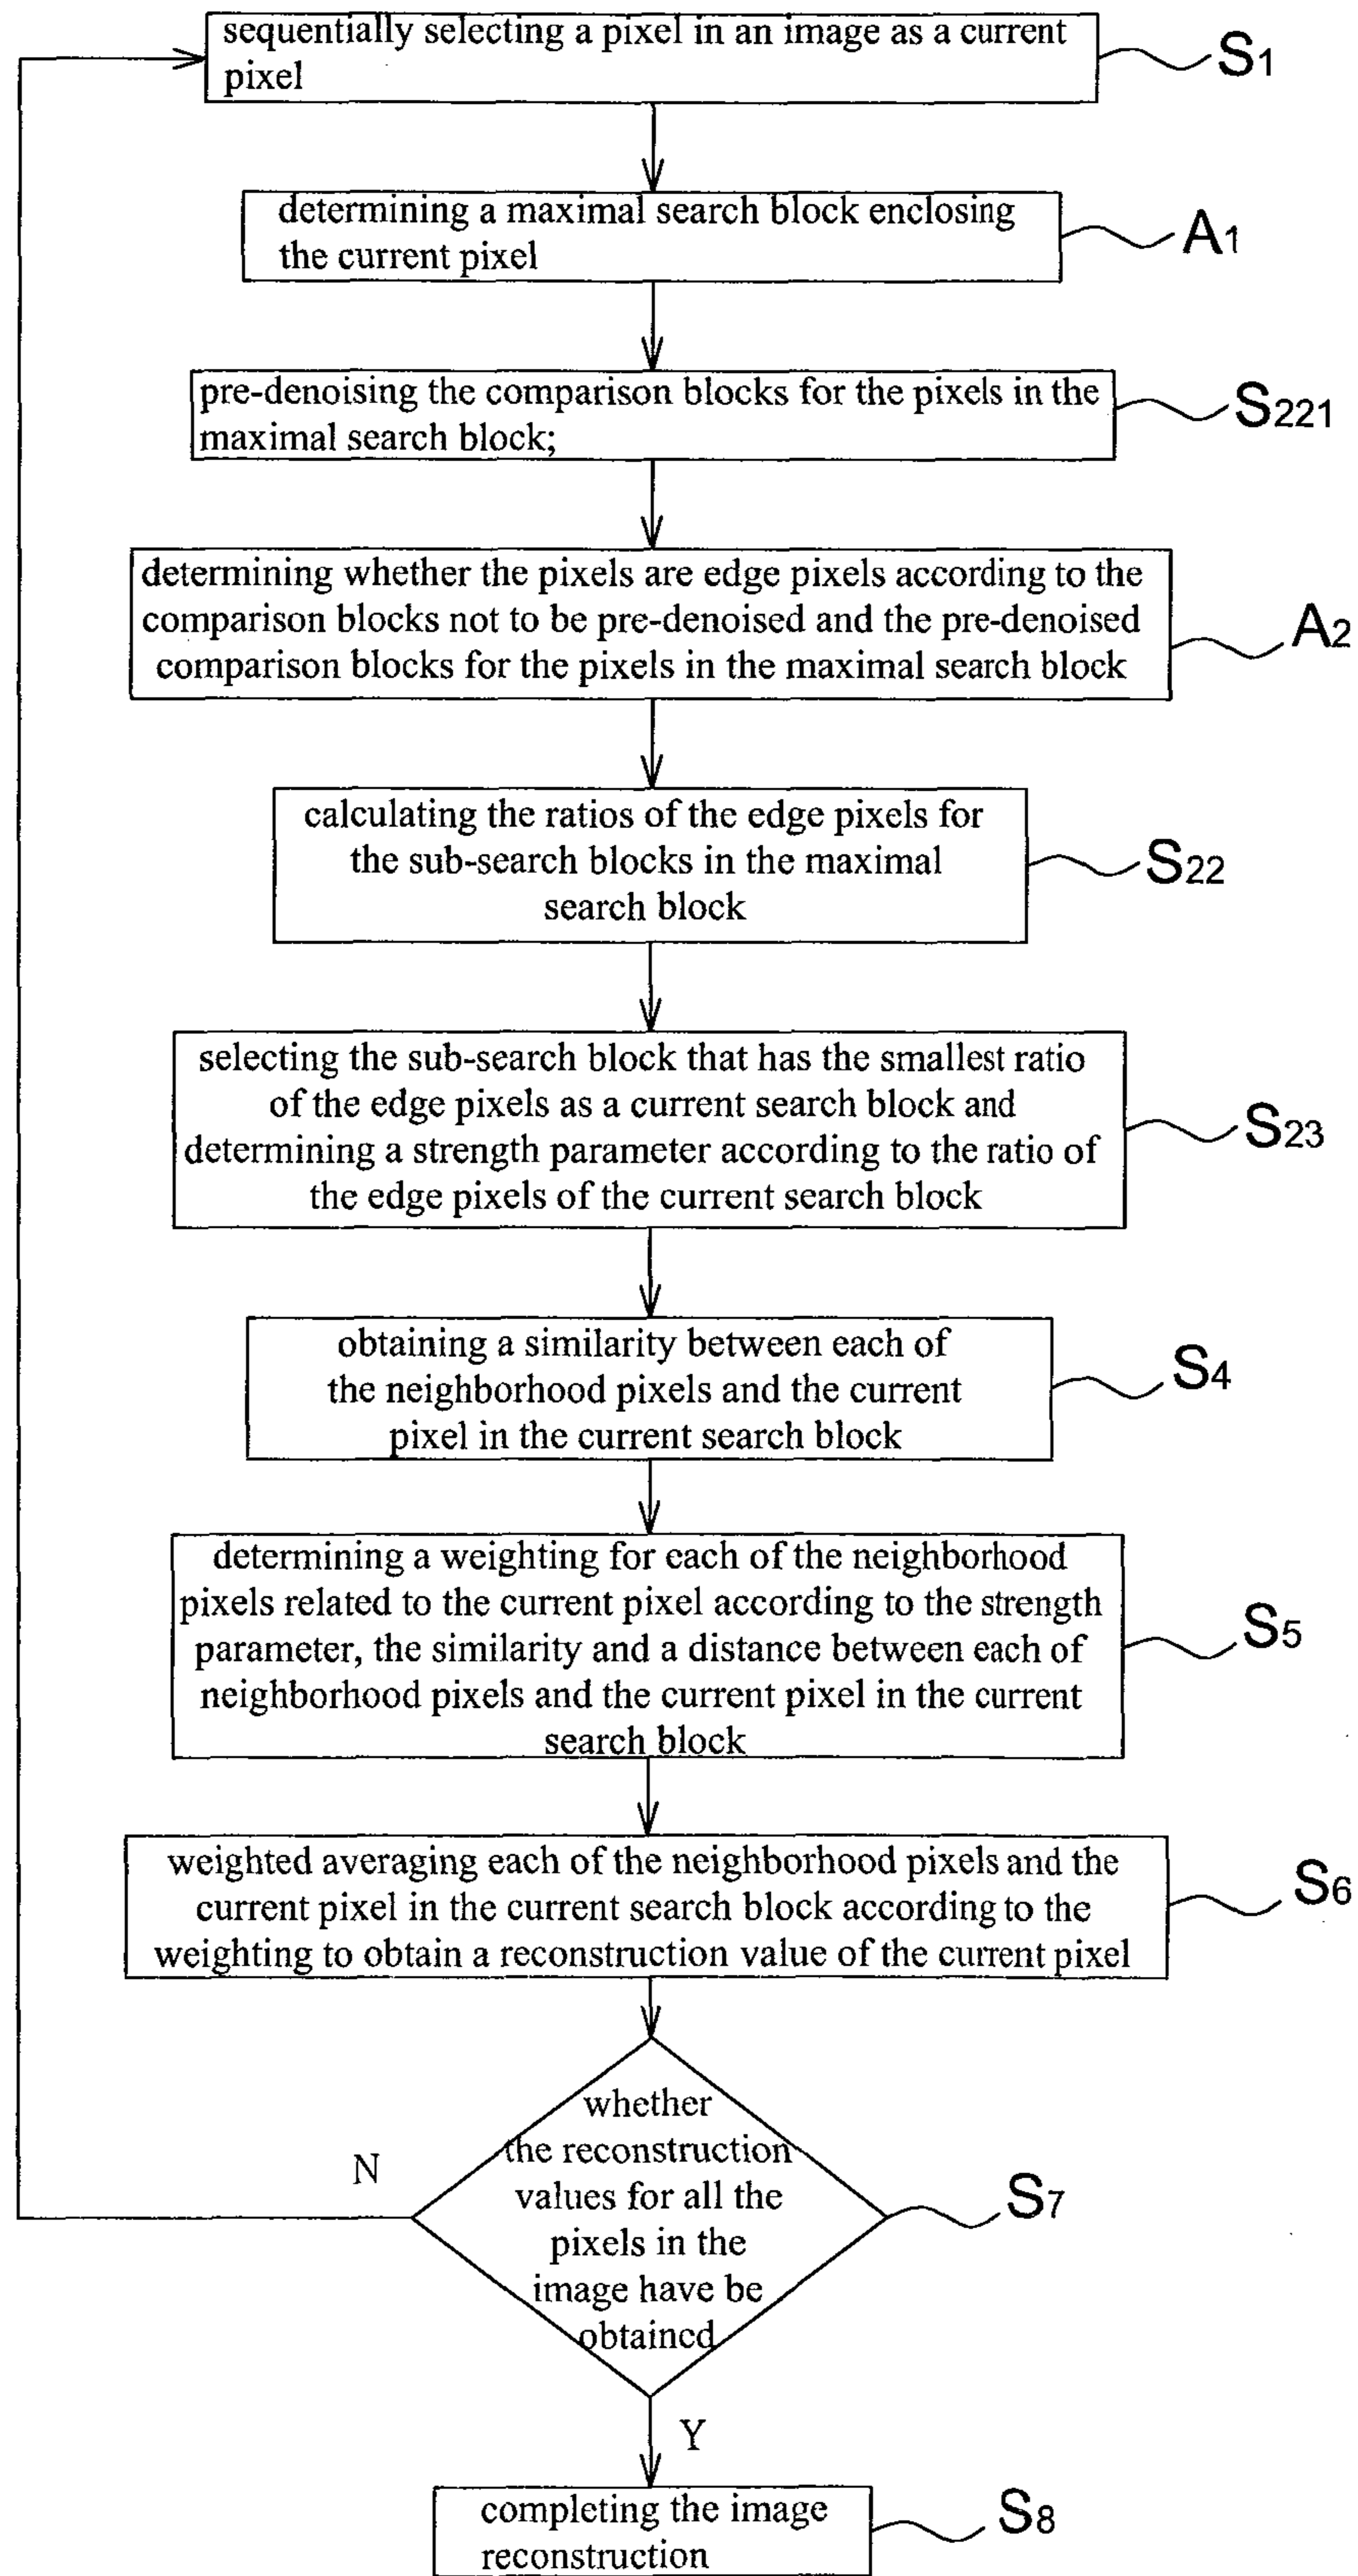 sequentially selecting a pixel in an image as a current
pixel
S1
determining a maximal search block enclosing
the current pixel
A1
pre-denoising the comparison blocks for the pixels in the
maximal search block;
S221
determining whether the pixels are edge pixels according to the
comparison blocks not to be pre-denoised and the pre-denoised
comparison blocks for the pixels in the maximal search block
A2
calculating the ratios of the edge pixels for
the sub-search blocks in the maximal
search block
S22
selecting the sub-search block that has the smallest ratio
of the edge pixels as a current search block and
determining a strength parameter according to the ratio of
the edge pixels of the current search block
S23
obtaining a similarity between each of
the neighborhood pixels and the current
pixel in the current search block
S4
determining a weighting for each of the neighborhood
pixels related to the current pixel according to the strength
parameter, the similarity and a distance between each of
neighborhood pixels and the current pixel in the current
search block
S5
weighted averaging each of the neighborhood pixels and the
current pixel in the current search block according to the
weighting to obtain a reconstruction value of the current pixel
S6
whether
the reconstruction
values for all the
pixels in the
image have be
obtained
S7
N
Y
completing the image
reconstruction
S8